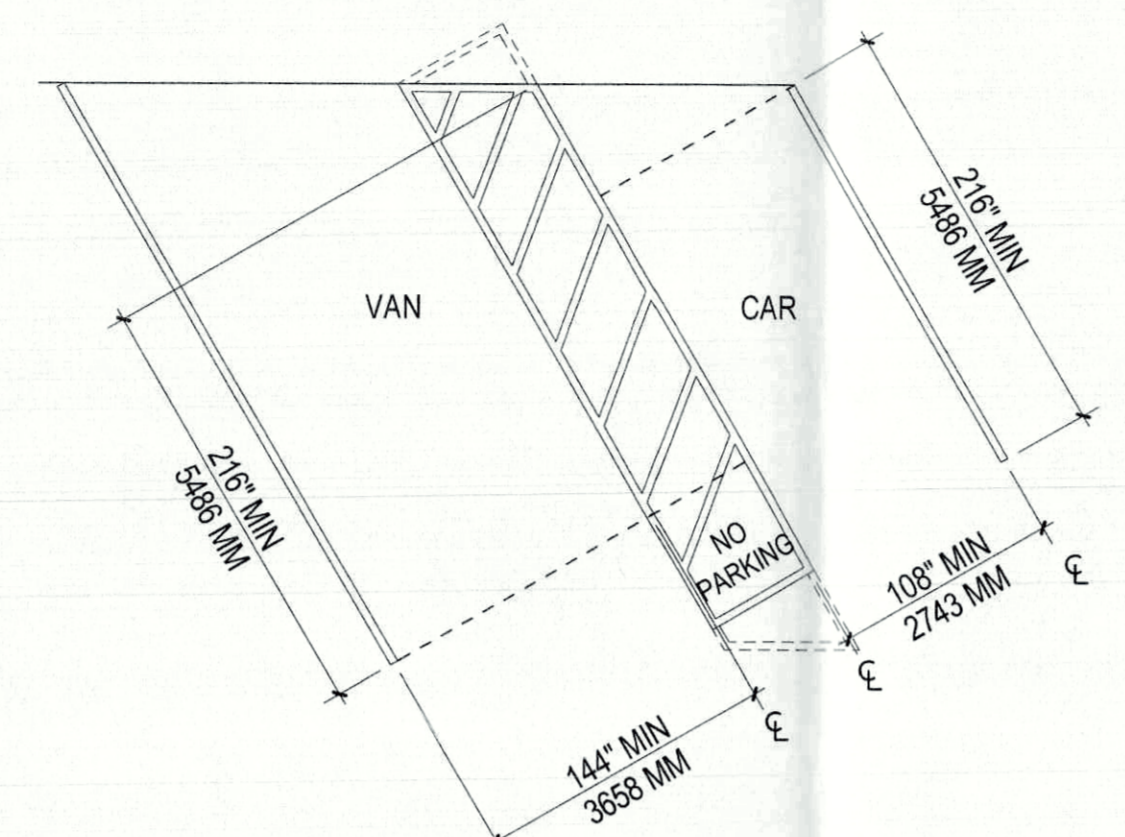 VAN
CAR
216" MIN
5486 MM
216" MIN
5486 MM
NO
PARKING
108" MIN
2743 MM
℄
℄
℄
144" MIN
3658 MM